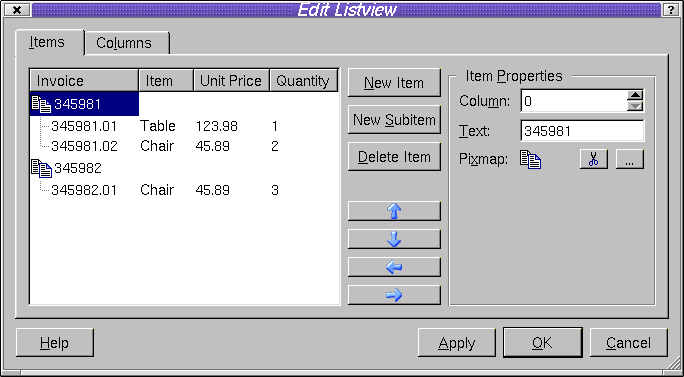 Edit Listview
Items Columns
Invoice Item Unit Price Quantity
345981
345981.01 Table 123.98 1
345981.02 Chair 45.89 2
345982
345982.01 Chair 45.89 3
New Item
New Subitem
Delete Item
Item Properties
Column: 0
Text: 345981
Pixmap: ...
Help Apply OK Cancel